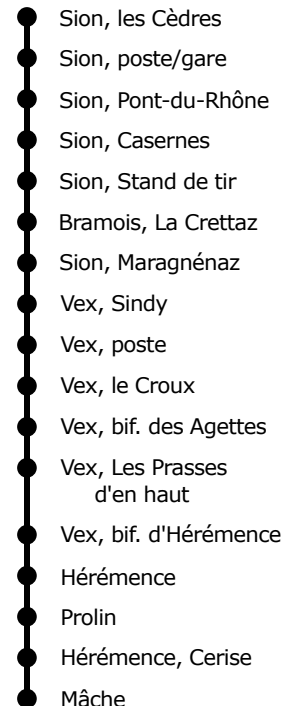 Sion, les Cèdres
Sion, poste/gare
Sion, Pont-du-Rhône
Sion, Casernes
Sion, Stand de tir
Bramois, La Crettaz
Sion, Maragnénaz
Vex, Sindy
Vex, poste
Vex, le Croux
Vex, bif. des Agettes
Vex, Les Prasses
d'en haut
Vex, bif. d'Hérémence
Hérémence
Prolin
Hérémence, Cerise
Mâche